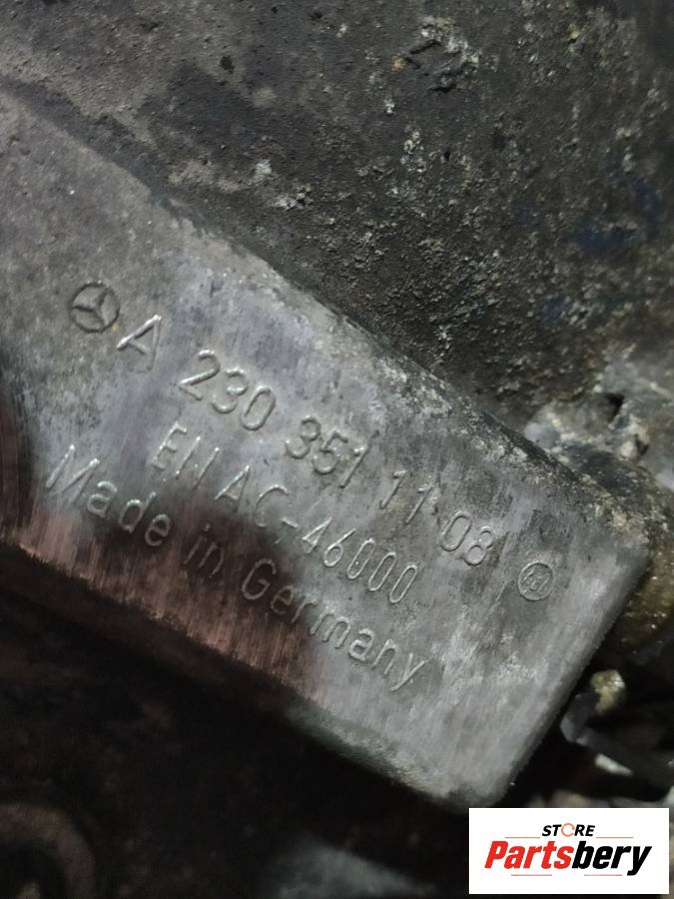 A 230 351 11 08
EN AC-46000
Made in Germany
STORE
Partsbery